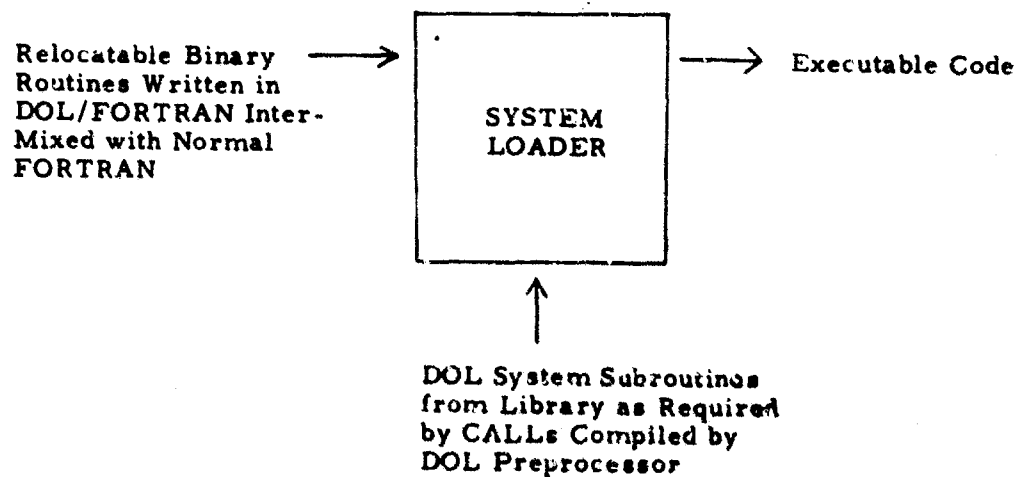 Relocatable Binary
Routines Written in
DOL/FORTRAN Inter-
Mixed with Normal
FORTRAN
SYSTEM
LOADER
Executable Code
DOL System Subroutines
from Library as Required
by CALLs Compiled by
DOL Preprocessor